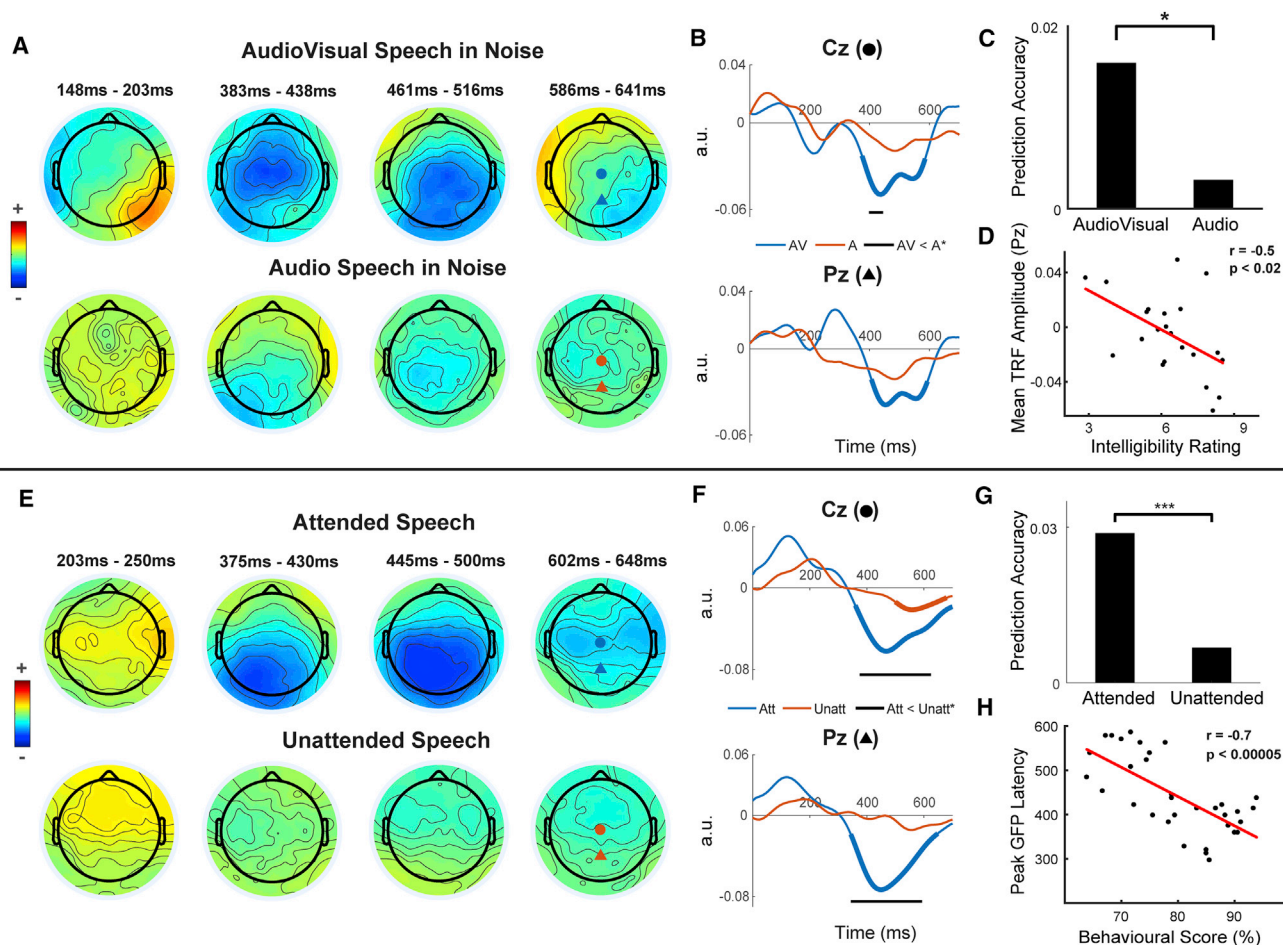 A
AudioVisual Speech in Noise
148ms - 203ms 383ms - 438ms 461ms - 516ms 586ms - 641ms
+
-
Audio Speech in Noise
B
Cz (●)
0.04
200 400 600
0
a.u.
-0.06
AV A AV < A*
Pz (▲)
0.04
200 400 600
0
a.u.
-0.06
Time (ms)
C
*
0.02
Prediction Accuracy
0
AudioVisual Audio
D
r = -0.5
p < 0.02
Mean TRF Amplitude (Pz)
0.04
0
-0.04
3 6 9
Intelligibility Rating
E
Attended Speech
203ms - 250ms 375ms - 430ms 445ms - 500ms 602ms - 648ms
+
-
Unattended Speech
F
Cz (●)
0.06
200 400 600
0
a.u.
-0.08
Att Unatt Att < Unatt*
Pz (▲)
0.06
200 400 600
0
a.u.
-0.08
Time (ms)
G
***
0.03
Prediction Accuracy
0
Attended Unattended
H
r = -0.7
p < 0.00005
Peak GFP Latency
600
500
400
300
70 80 90
Behavioural Score (%)